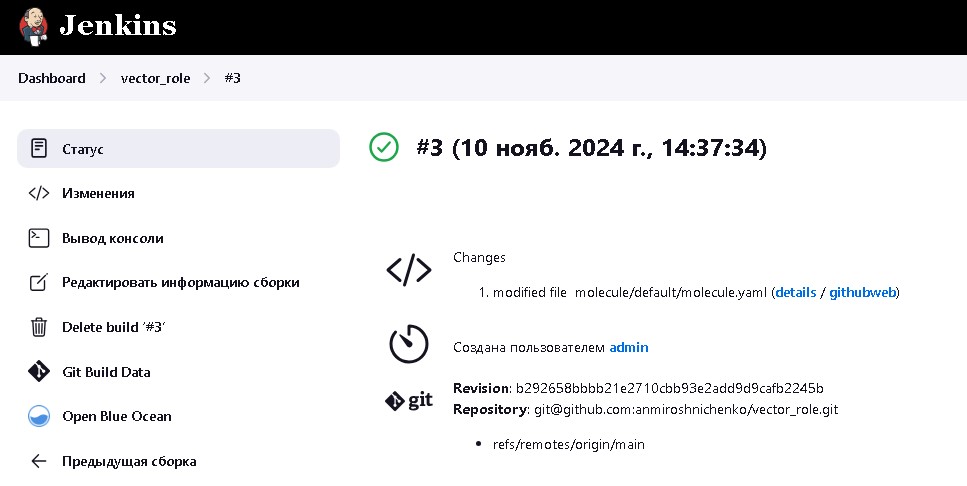 Jenkins
Dashboard > vector_role > #3
Статус
Изменения
Вывод консоли
Редактировать информацию сборки
Delete build ‘#3’
Git Build Data
Open Blue Ocean
Предыдущая сборка
#3 (10 нояб. 2024 г., 14:37:34)
Changes
1. modified file molecule/default/molecule.yaml (details / githubweb)
Создана пользователем admin
git
Revision: b292658bbbb21e2710cbb93e2add9d9cafb2245b
Repository: git@github.com:anmiroshnichenko/vector_role.git
• refs/remotes/origin/main